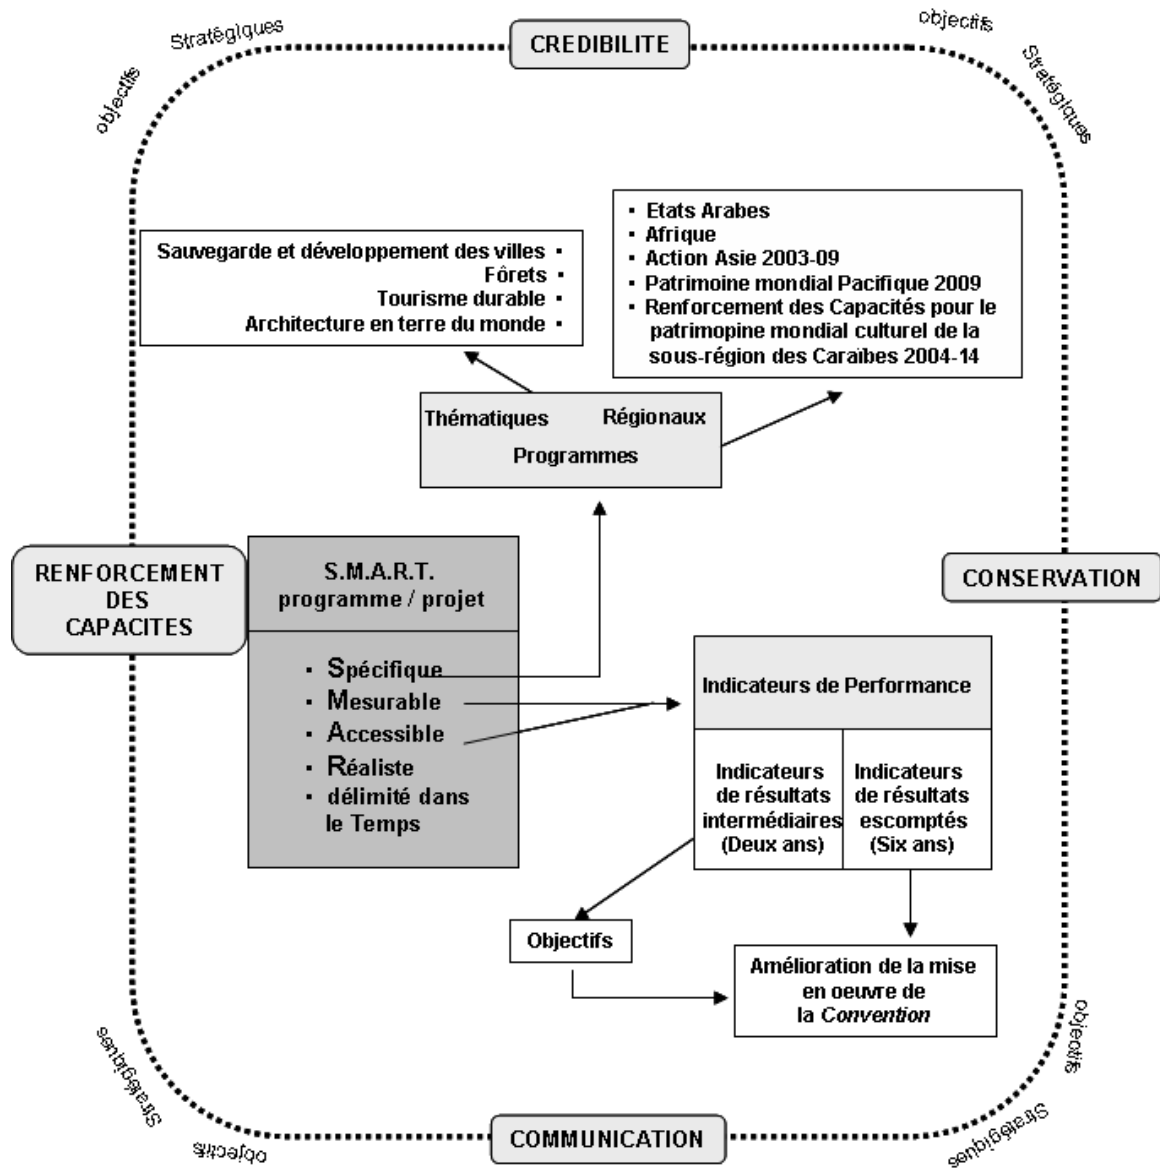 objectifs
Stratégiques
CREDIBILITE
objectifs
Stratégiques
Sauvegarde et développement des villes ▪
Fôrets ▪
Tourisme durable ▪
Architecture en terre du monde ▪
▪ Etats Arabes
▪ Afrique
▪ Action Asie 2003-09
▪ Patrimoine mondial Pacifique 2009
▪ Renforcement des Capacités pour le
patrimopine mondial culturel de la
sous-région des Caraïbes 2004-14
Thématiques Régionaux
Programmes
RENFORCEMENT
DES
CAPACITES
S.M.A.R.T.
programme / projet
▪ Spécifique
▪ Mesurable
▪ Accessible
▪ Réaliste
▪ délimité dans
le Temps
CONSERVATION
Indicateurs de Performance
Indicateurs
de résultats
intermédiaires
(Deux ans)
Indicateurs
de résultats
escomptés
(Six ans)
Objectifs
Amélioration de la mise
en oeuvre de
la Convention
Stratégiques
objectifs
COMMUNICATION
objectifs
Stratégiques